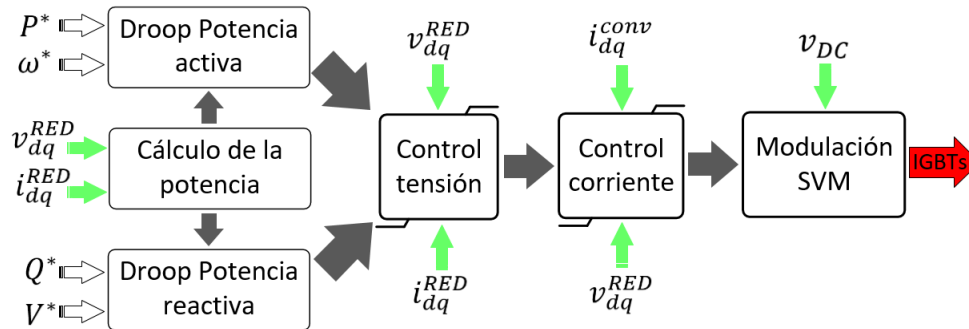 P*
ω*
Droop Potencia
activa
v_dq^RED
i_dq^RED
Cálculo de la
potencia
Q*
V*
Droop Potencia
reactiva
v_dq^RED
Control
tensión
i_dq^RED
i_dq^conv
Control
corriente
v_dq^RED
v_DC
Modulación
SVM
IGBTs